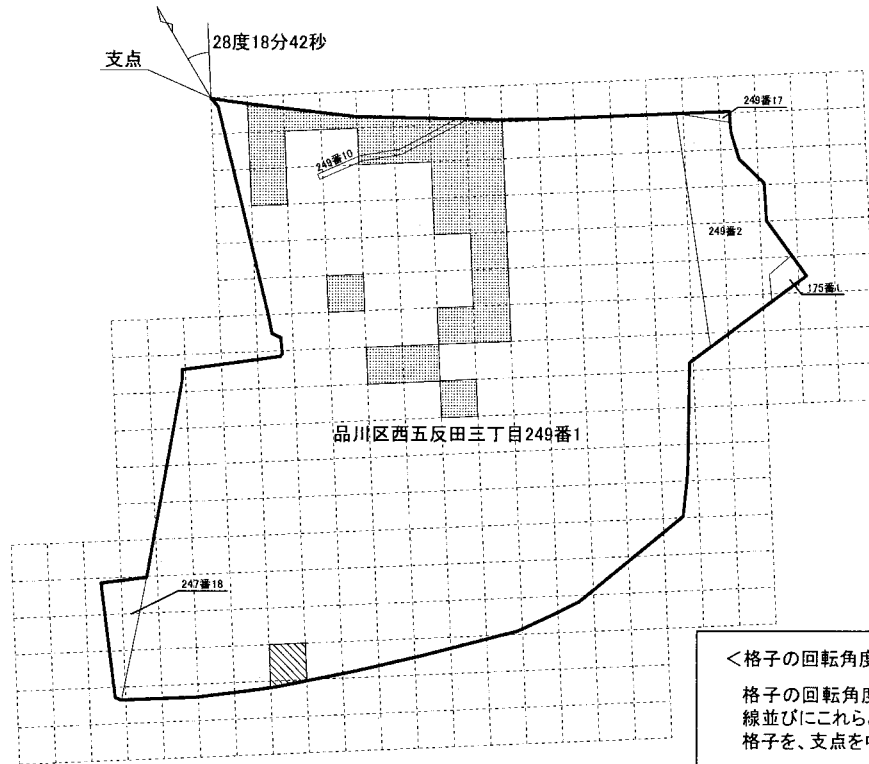 28度18分42秒
支点
249番17
249番10
249番2
175番1
品川区西五反田三丁目249番1
247番18
<格子の回転角度
格子の回転角度
線並びにこれら
格子を、支点を